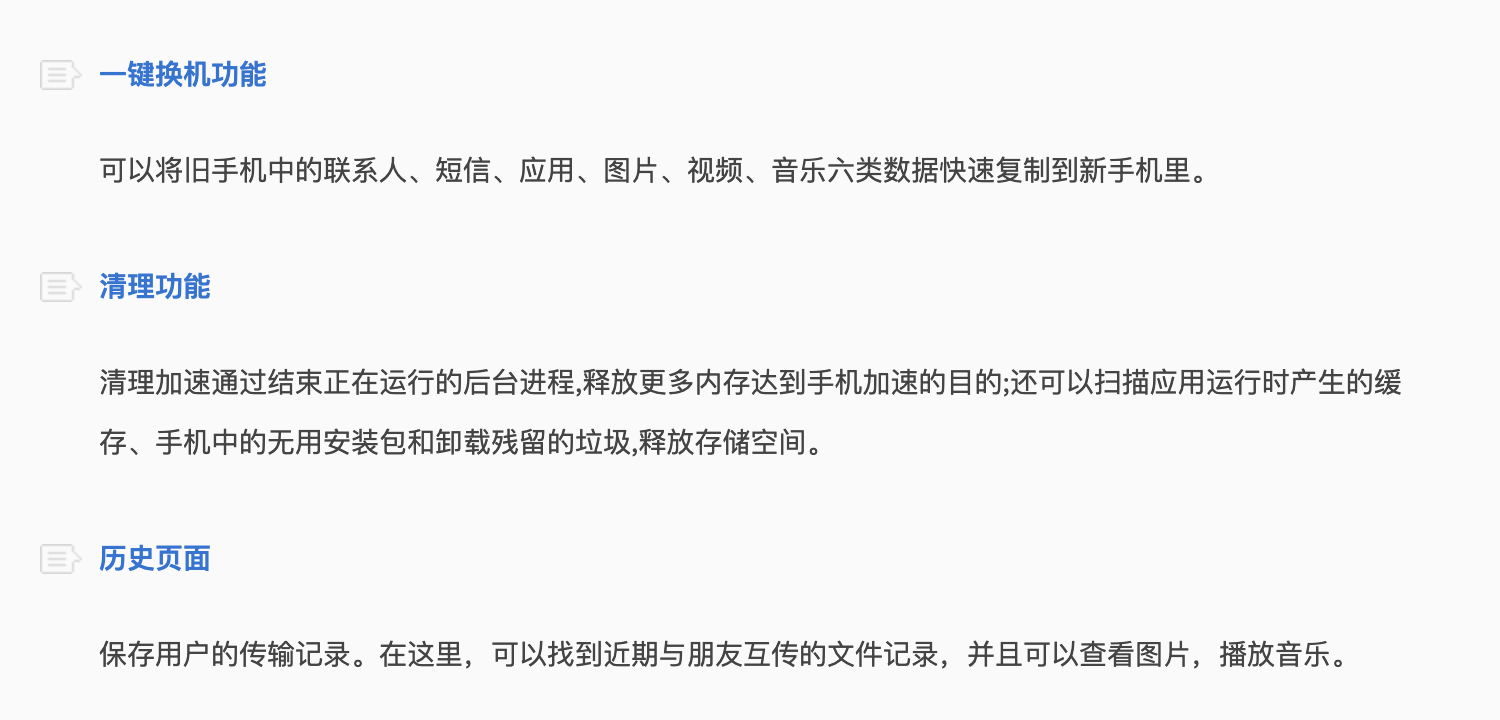 一键换机功能
可以将旧手机中的联系人、短信、应用、图片、视频、音乐六类数据快速复制到新手机里。
清理功能
清理加速通过结束正在运行的后台进程,释放更多内存达到手机加速的目的;还可以扫描应用运行时产生的缓
存、手机中的无用安装包和卸载残留的垃圾,释放存储空间。
历史页面
保存用户的传输记录。在这里，可以找到近期与朋友互传的文件记录，并且可以查看图片，播放音乐。